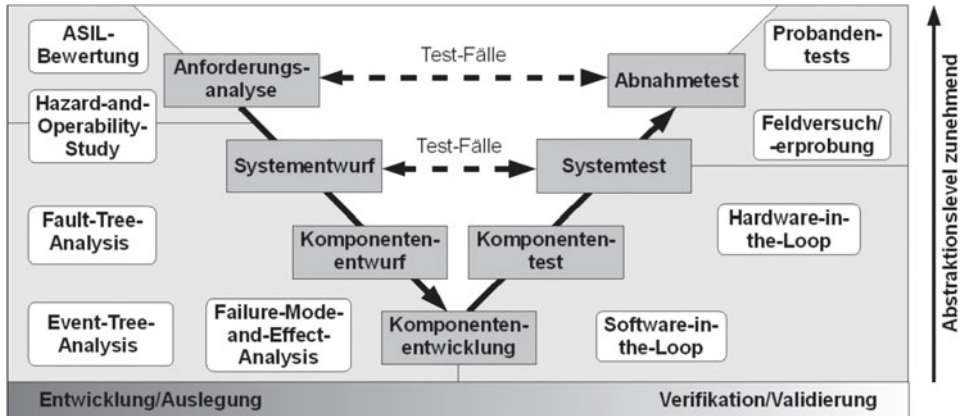 ASIL-
Bewertung
Anforderungs-
analyse
Test-Fälle
Abnahmetest
Probanden-
tests
Hazard-and-
Operability-
Study
Systementwurf
Test-Fälle
Systemtest
Feldversuch/
-erprobung
Fault-Tree-
Analysis
Komponenten-
entwurf
Komponenten-
test
Hardware-in-
the-Loop
Event-Tree-
Analysis
Failure-Mode-
and-Effect-
Analysis
Komponenten-
entwicklung
Software-in-
the-Loop
Entwicklung/Auslegung
Verifikation/Validierung
Abstraktionslevel zunehmend